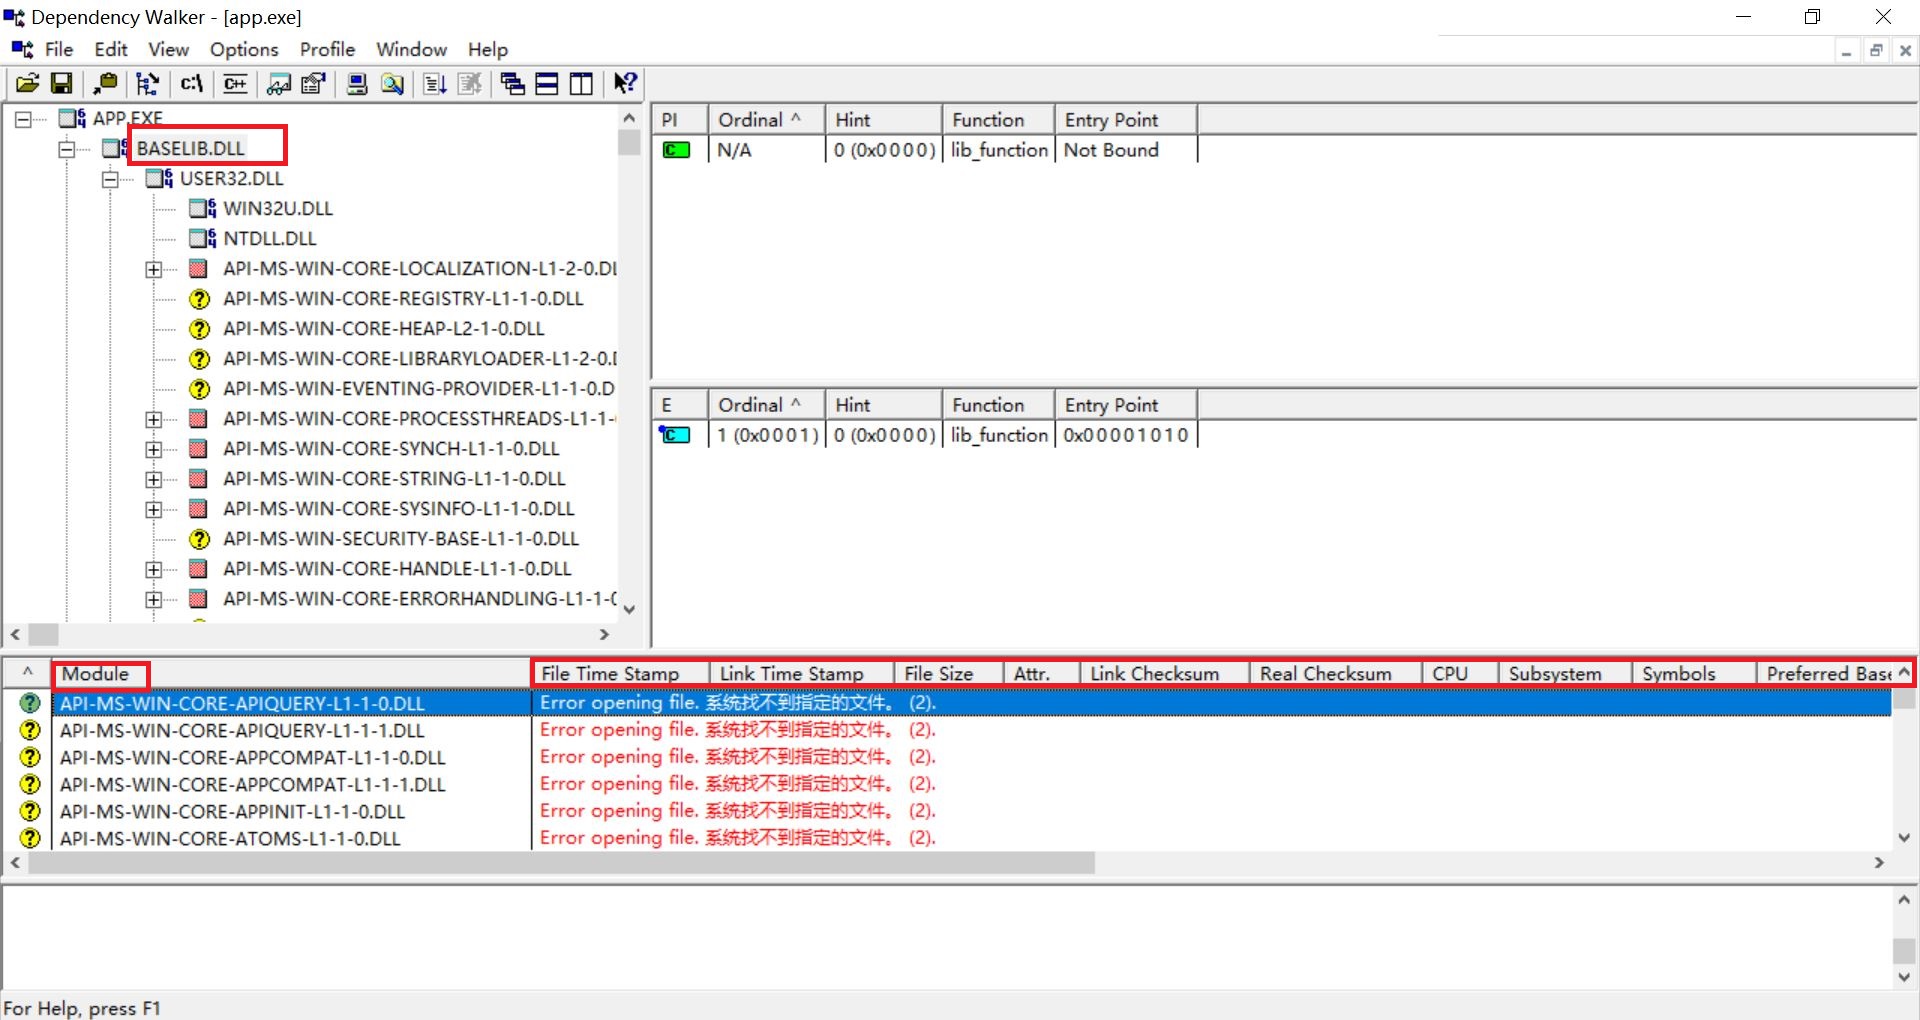 Dependency Walker - [app.exe]
File Edit View Options Profile Window Help
c:\ C++
APP.EXE
BASELIB.DLL
USER32.DLL
WIN32U.DLL
NTDLL.DLL
API-MS-WIN-CORE-LOCALIZATION-L1-2-0.DL
API-MS-WIN-CORE-REGISTRY-L1-1-0.DLL
API-MS-WIN-CORE-HEAP-L2-1-0.DLL
API-MS-WIN-CORE-LIBRARYLOADER-L1-2-0.D
API-MS-WIN-EVENTING-PROVIDER-L1-1-0.D
API-MS-WIN-CORE-PROCESSTHREADS-L1-1-
API-MS-WIN-CORE-SYNCH-L1-1-0.DLL
API-MS-WIN-CORE-STRING-L1-1-0.DLL
API-MS-WIN-CORE-SYSINFO-L1-1-0.DLL
API-MS-WIN-SECURITY-BASE-L1-1-0.DLL
API-MS-WIN-CORE-HANDLE-L1-1-0.DLL
API-MS-WIN-CORE-ERRORHANDLING-L1-1-0
PI Ordinal ^ Hint Function Entry Point
C N/A 0 (0x0000) lib_function Not Bound
E Ordinal ^ Hint Function Entry Point
C 1 (0x0001) 0 (0x0000) lib_function 0x00001010
^ Module File Time Stamp Link Time Stamp File Size Attr. Link Checksum Real Checksum CPU Subsystem Symbols Preferred Base
? API-MS-WIN-CORE-APIQUERY-L1-1-0.DLL Error opening file. 系统找不到指定的文件。 (2).
? API-MS-WIN-CORE-APIQUERY-L1-1-1.DLL Error opening file. 系统找不到指定的文件。 (2).
? API-MS-WIN-CORE-APPCOMPAT-L1-1-0.DLL Error opening file. 系统找不到指定的文件。 (2).
? API-MS-WIN-CORE-APPCOMPAT-L1-1-1.DLL Error opening file. 系统找不到指定的文件。 (2).
? API-MS-WIN-CORE-APPINIT-L1-1-0.DLL Error opening file. 系统找不到指定的文件。 (2).
? API-MS-WIN-CORE-ATOMS-L1-1-0.DLL Error opening file. 系统找不到指定的文件。 (2).
For Help, press F1